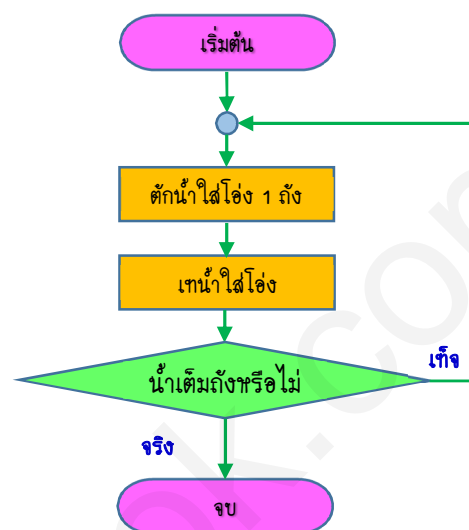 เริ่มต้น
ตักน้ำใส่โอ่ง 1 ถัง
เทน้ำใส่โอ่ง
น้ำเต็มถังหรือไม่
เท็จ
จริง
จบ